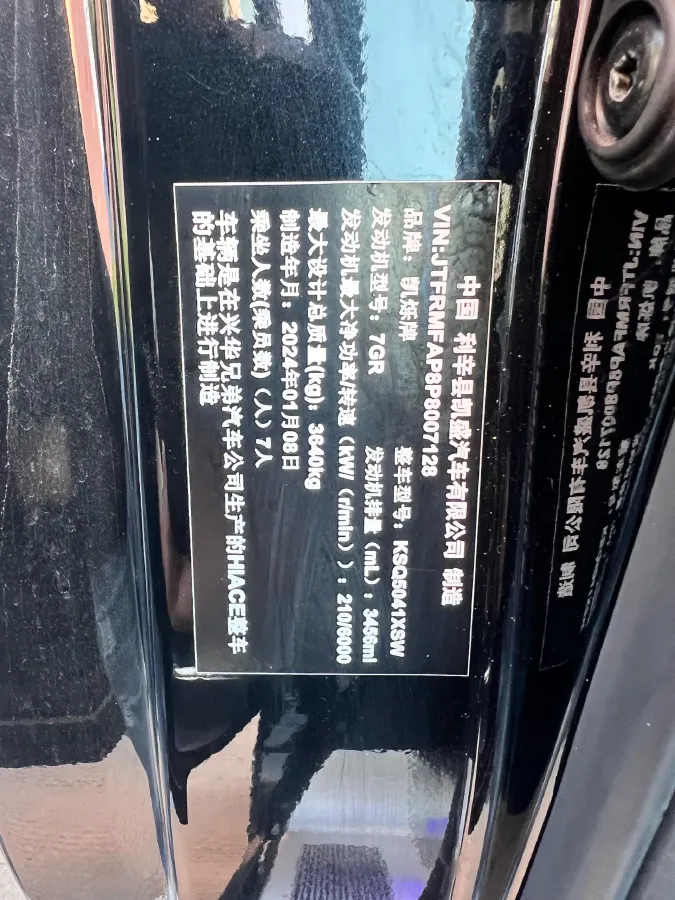 中国 利辛县凯盛汽车有限公司 制造
VIN:JTFRMFAP8P8007128
品牌：凯烁牌 整车型号：KSQ5041XSW
发动机型号：7GR 发动机排量（mL）：3456ml
发动机最大净功率/转速（kW/（r/min））：210/6000
最大设计总质量(kg)：3640kg
制造年月：2024年01月08日
乘坐人数(乘员数)（人）7人
车辆是在兴华兄弟汽车公司生产的HIACE整车
的基础上进行制造